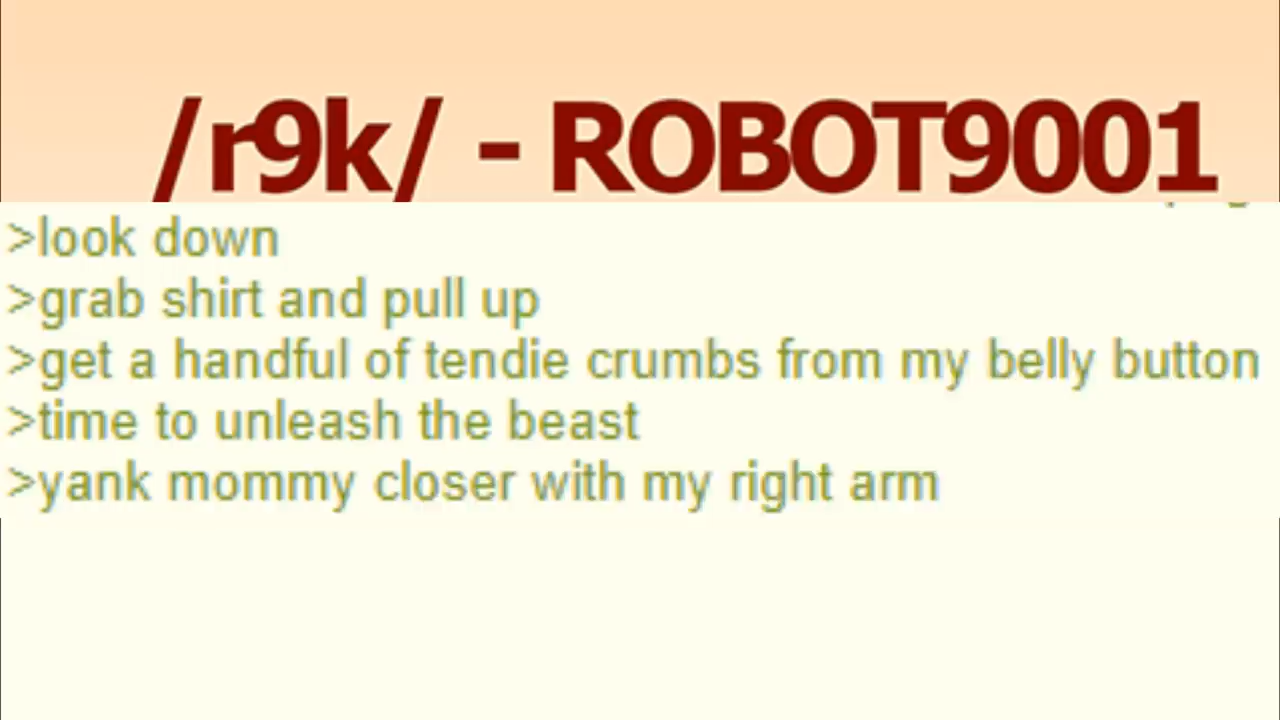 /r9k/ - ROBOT9001
>look down
>grab shirt and pull up
>get a handful of tendie crumbs from my belly button
>time to unleash the beast
>yank mommy closer with my right arm